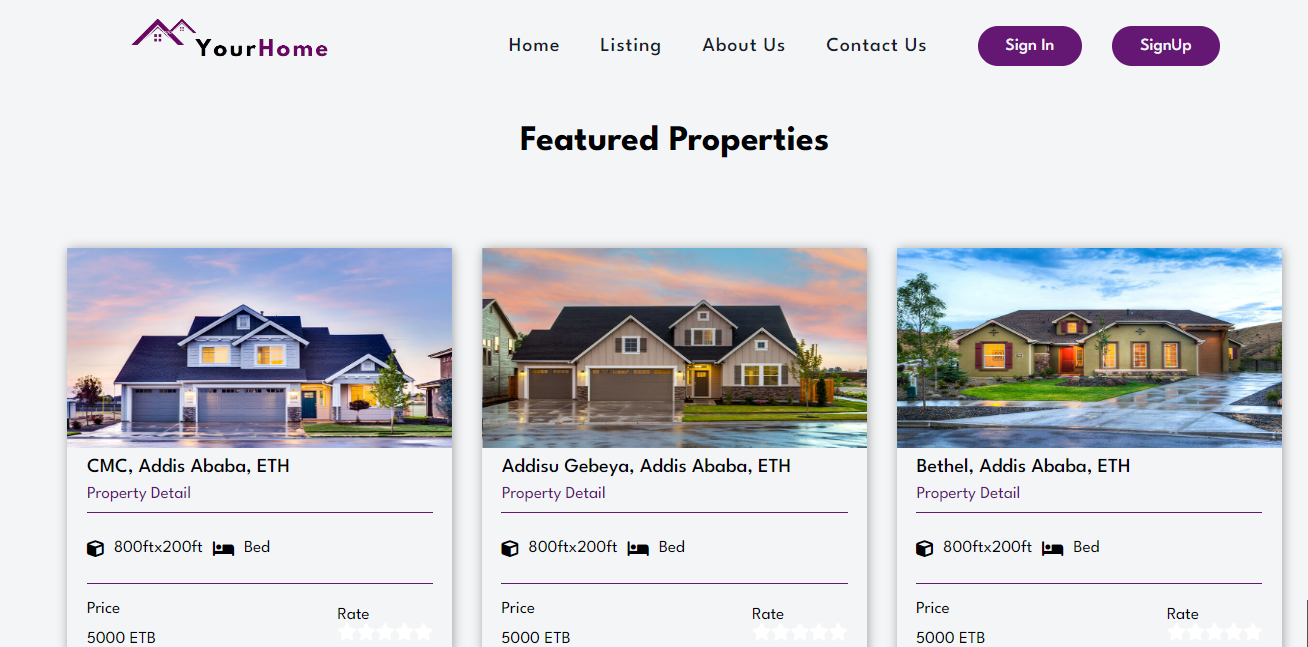 YourHome
Home Listing About Us Contact Us Sign In SignUp
Featured Properties
CMC, Addis Ababa, ETH
Property Detail
800ftx200ft Bed
Price
Rate
5000 ETB
Addisu Gebeya, Addis Ababa, ETH
Property Detail
800ftx200ft Bed
Price
Rate
5000 ETB
Bethel, Addis Ababa, ETH
Property Detail
800ftx200ft Bed
Price
Rate
5000 ETB